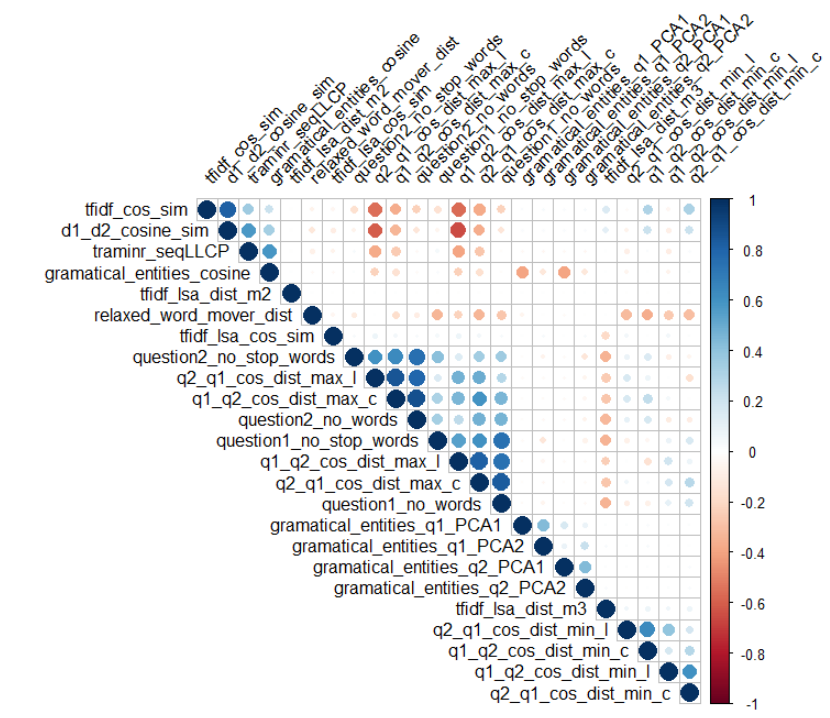 tfidf_cos_sim
d1_d2_cosine_sim
traminr_seqLLCP
gramatical_entities_cosine
tfidf_lsa_dist_m2
relaxed_word_mover_dist
tfidf_lsa_cos_sim
question2_no_stop_words
q2_q1_cos_dist_max_l
q1_q2_cos_dist_max_c
question2_no_words
question1_no_stop_words
q1_q2_cos_dist_max_l
q2_q1_cos_dist_max_c
question1_no_words
gramatical_entities_q1_PCA1
gramatical_entities_q1_PCA2
gramatical_entities_q2_PCA1
gramatical_entities_q2_PCA2
tfidf_lsa_dist_m3
q2_q1_cos_dist_min_l
q1_q2_cos_dist_min_c
q1_q2_cos_dist_min_l
q2_q1_cos_dist_min_c
tfidf_cos_sim
d1_d2_cosine_sim
traminr_seqLLCP
gramatical_entities_cosine
tfidf_lsa_dist_m2
relaxed_word_mover_dist
tfidf_lsa_cos_sim
question2_no_stop_words
q2_q1_cos_dist_max_l
q1_q2_cos_dist_max_c
question2_no_words
question1_no_stop_words
q1_q2_cos_dist_max_l
q2_q1_cos_dist_max_c
question1_no_words
gramatical_entities_q1_PCA1
gramatical_entities_q1_PCA2
gramatical_entities_q2_PCA1
gramatical_entities_q2_PCA2
tfidf_lsa_dist_m3
q2_q1_cos_dist_min_l
q1_q2_cos_dist_min_c
q1_q2_cos_dist_min_l
q2_q1_cos_dist_min_c
1
0.8
0.6
0.4
0.2
0
-0.2
-0.4
-0.6
-0.8
-1